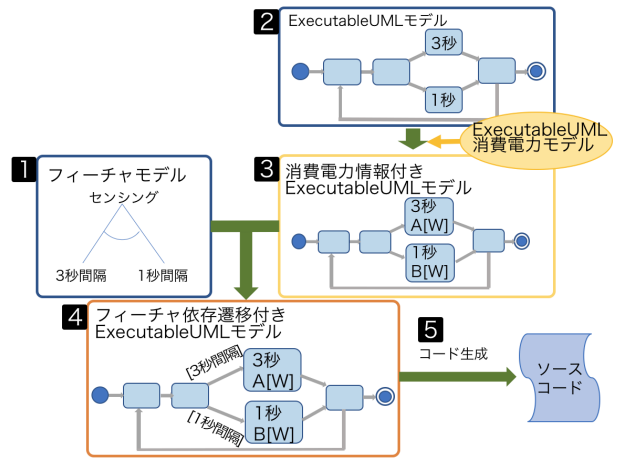 2
ExecutableUMLモデル
3秒
1秒
ExecutableUML
消費電力モデル
1
フィーチャモデル
センシング
3秒間隔
1秒間隔
3
消費電力情報付き
ExecutableUMLモデル
3秒
A[W]
1秒
B[W]
4
フィーチャ依存遷移付き
ExecutableUMLモデル
[3秒間隔]
3秒
A[W]
[1秒間隔]
1秒
B[W]
5
コード生成
ソース
コード